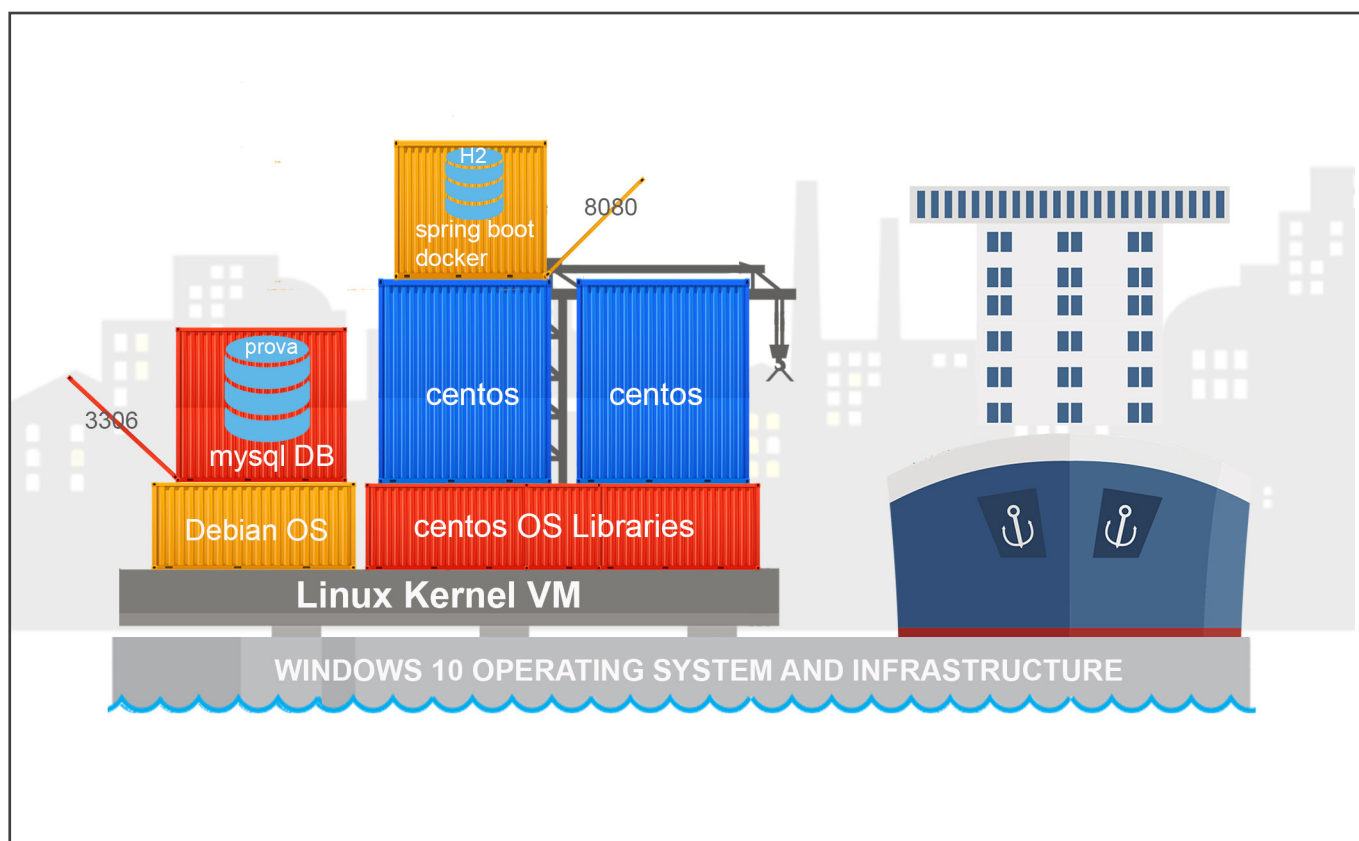 H2
spring boot
docker
8080
prova
mysql DB
3306
centos
centos
Debian OS
centos OS Libraries
Linux Kernel VM
WINDOWS 10 OPERATING SYSTEM AND INFRASTRUCTURE